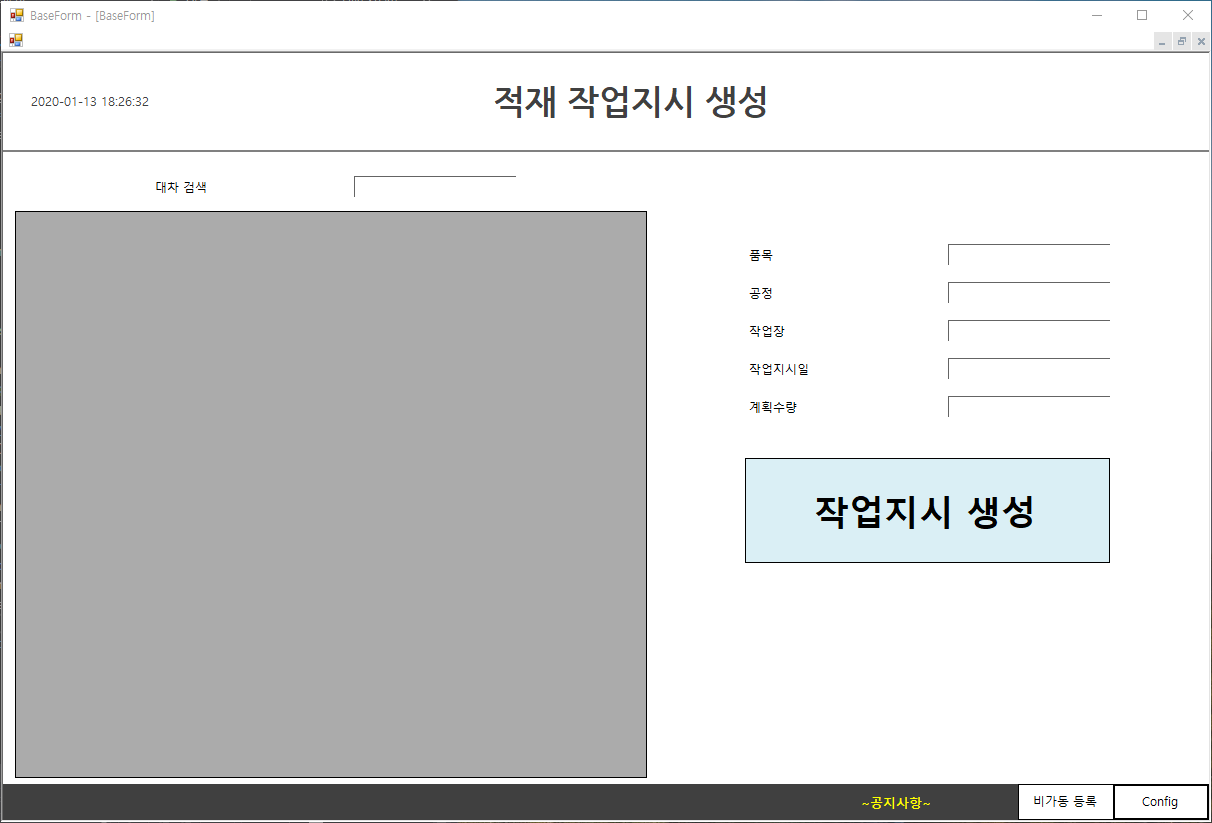 BaseForm - [BaseForm]
2020-01-13 18:26:32
적재 작업지시 생성
대차 검색
품목
공정
작업장
작업지시일
계획수량
작업지시 생성
~공지사항~
비가동 등록
Config